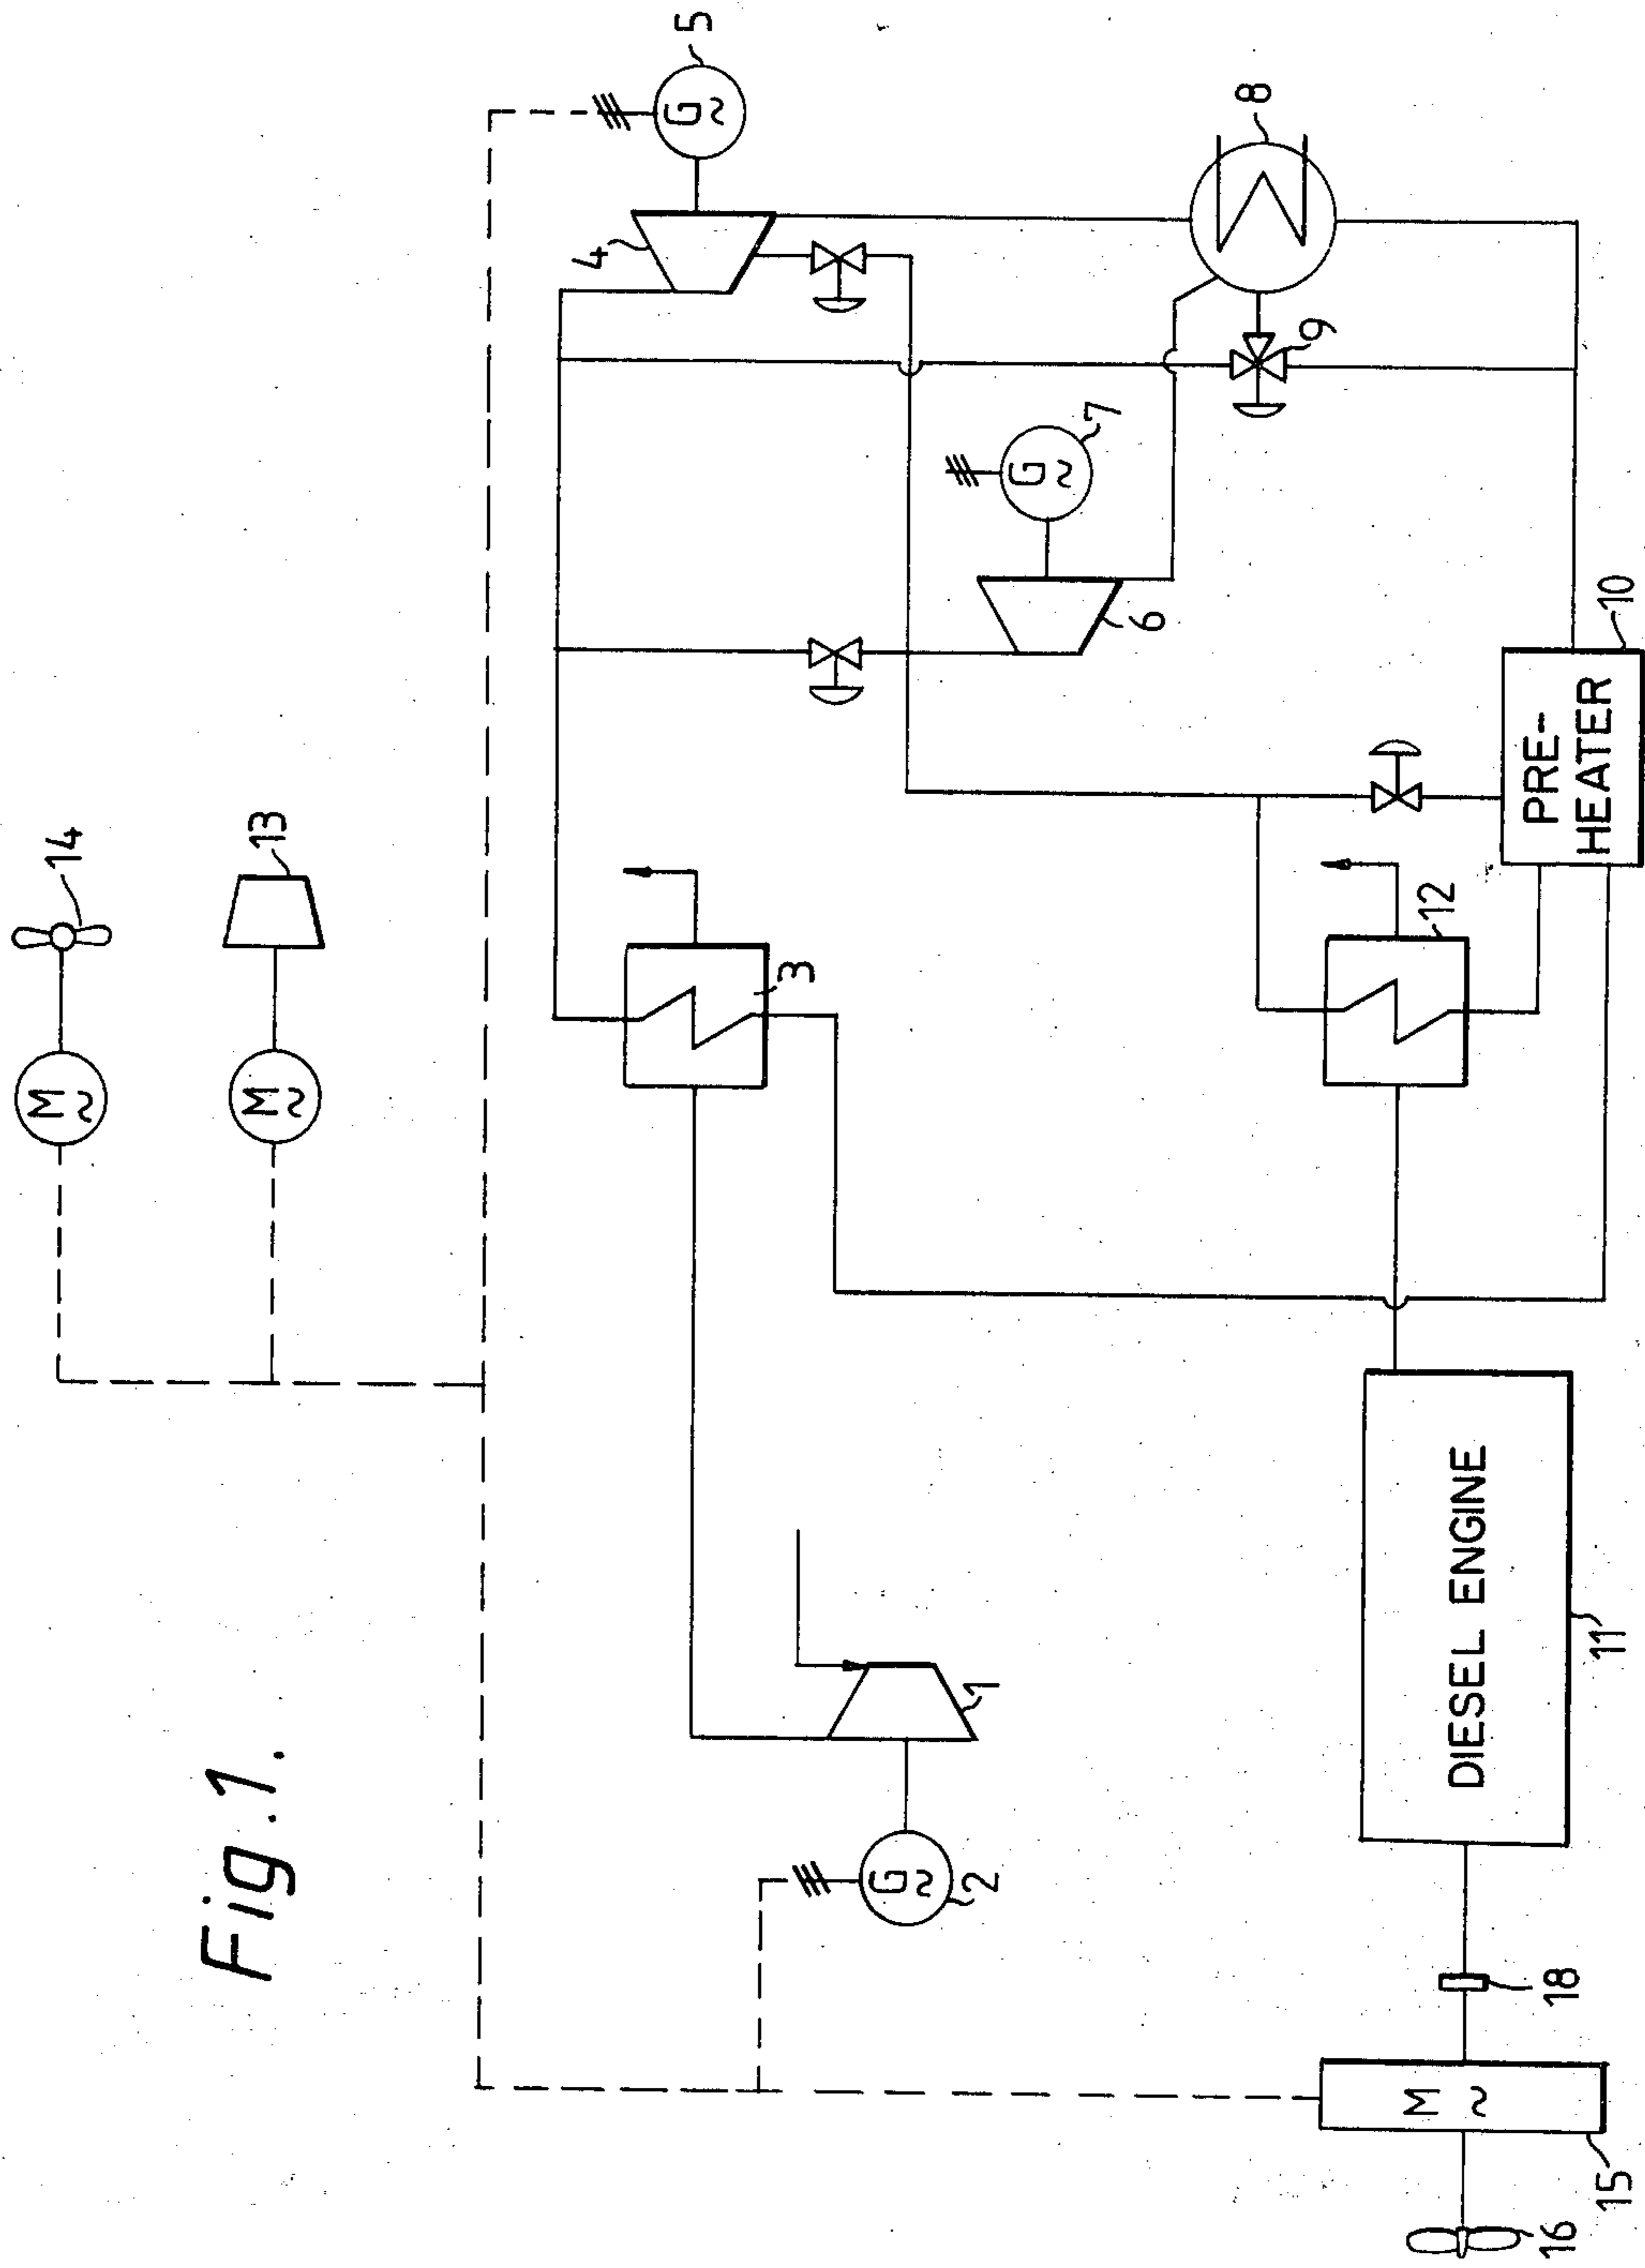 Fig.1.
14
13
M
~
M
~
5
G
~
4
8
9
7
G
~
6
10
PRE-
HEATER
3
12
1
2
G
~
DIESEL ENGINE
11
18
M
~
15
16